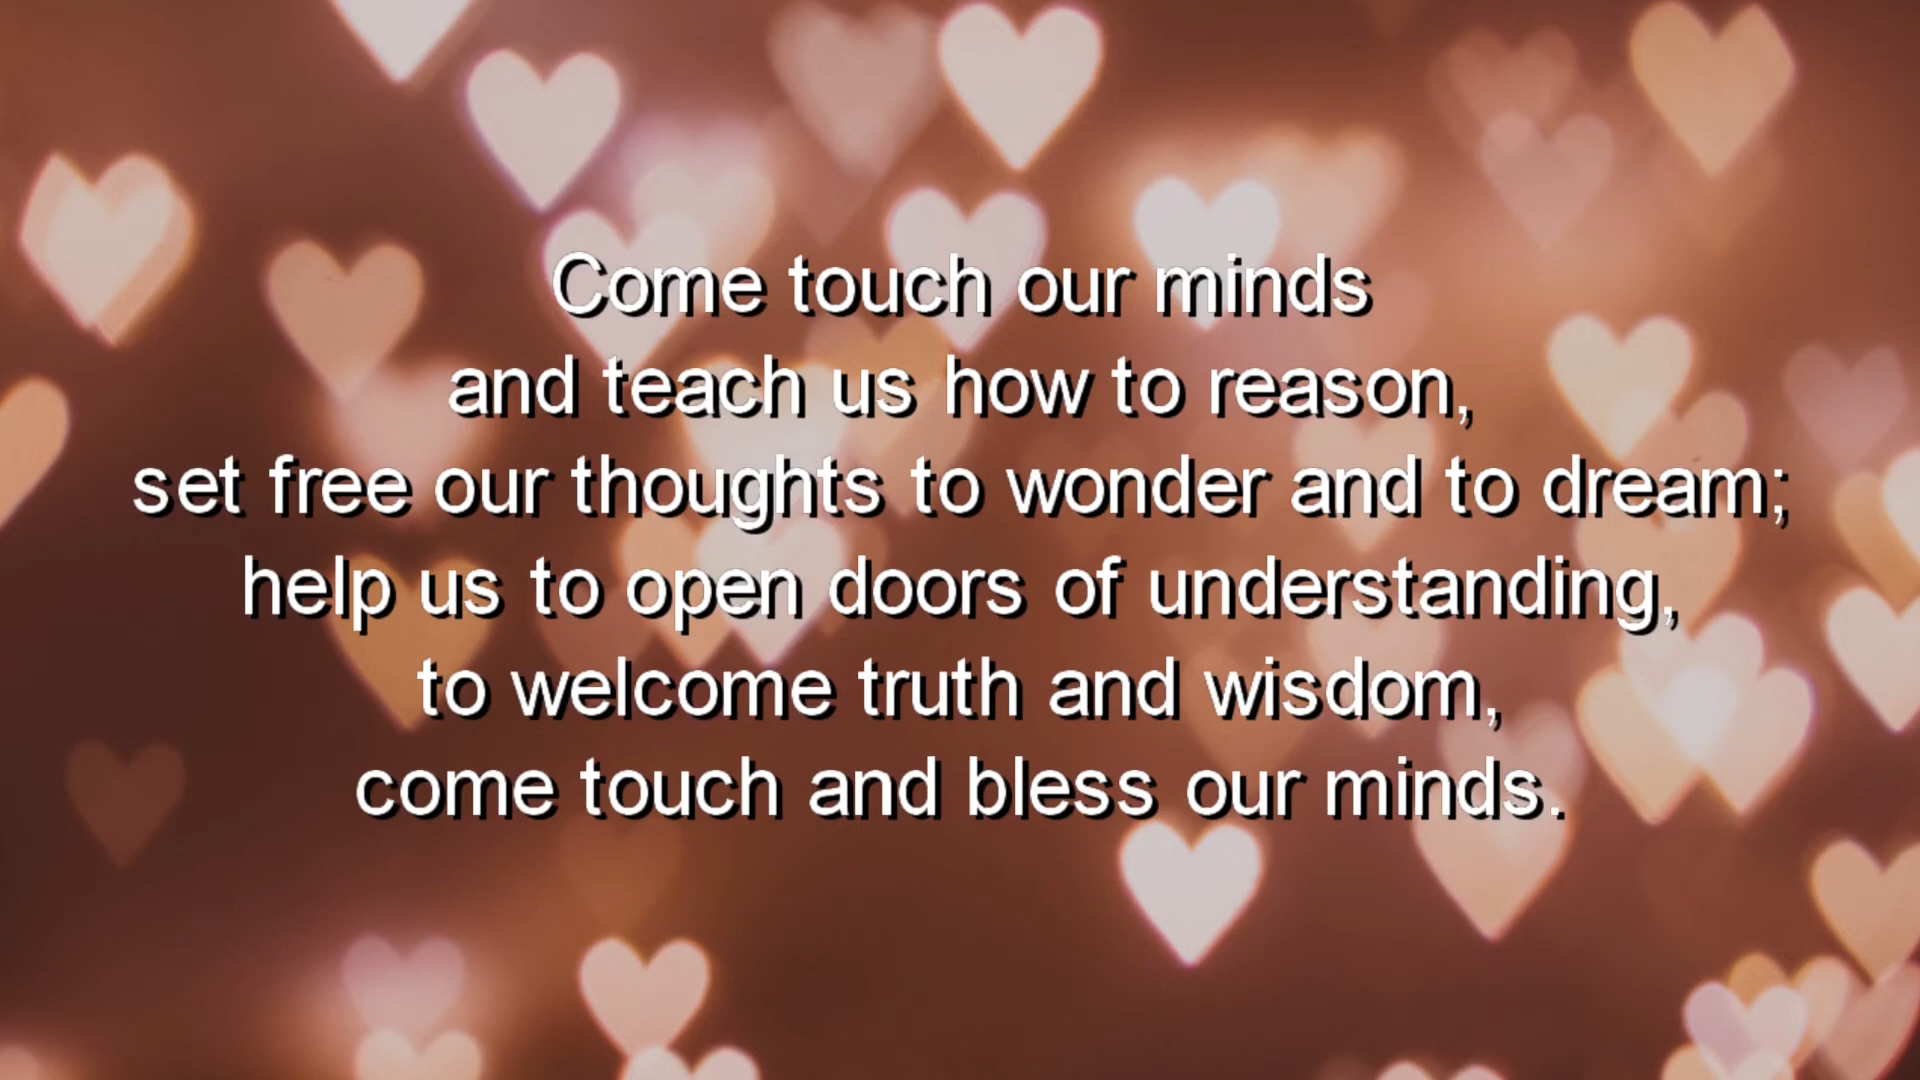 Come touch our minds
and teach us how to reason,
set free our thoughts to wonder and to dream;
help us to open doors of understanding,
to welcome truth and wisdom,
come touch and bless our minds.